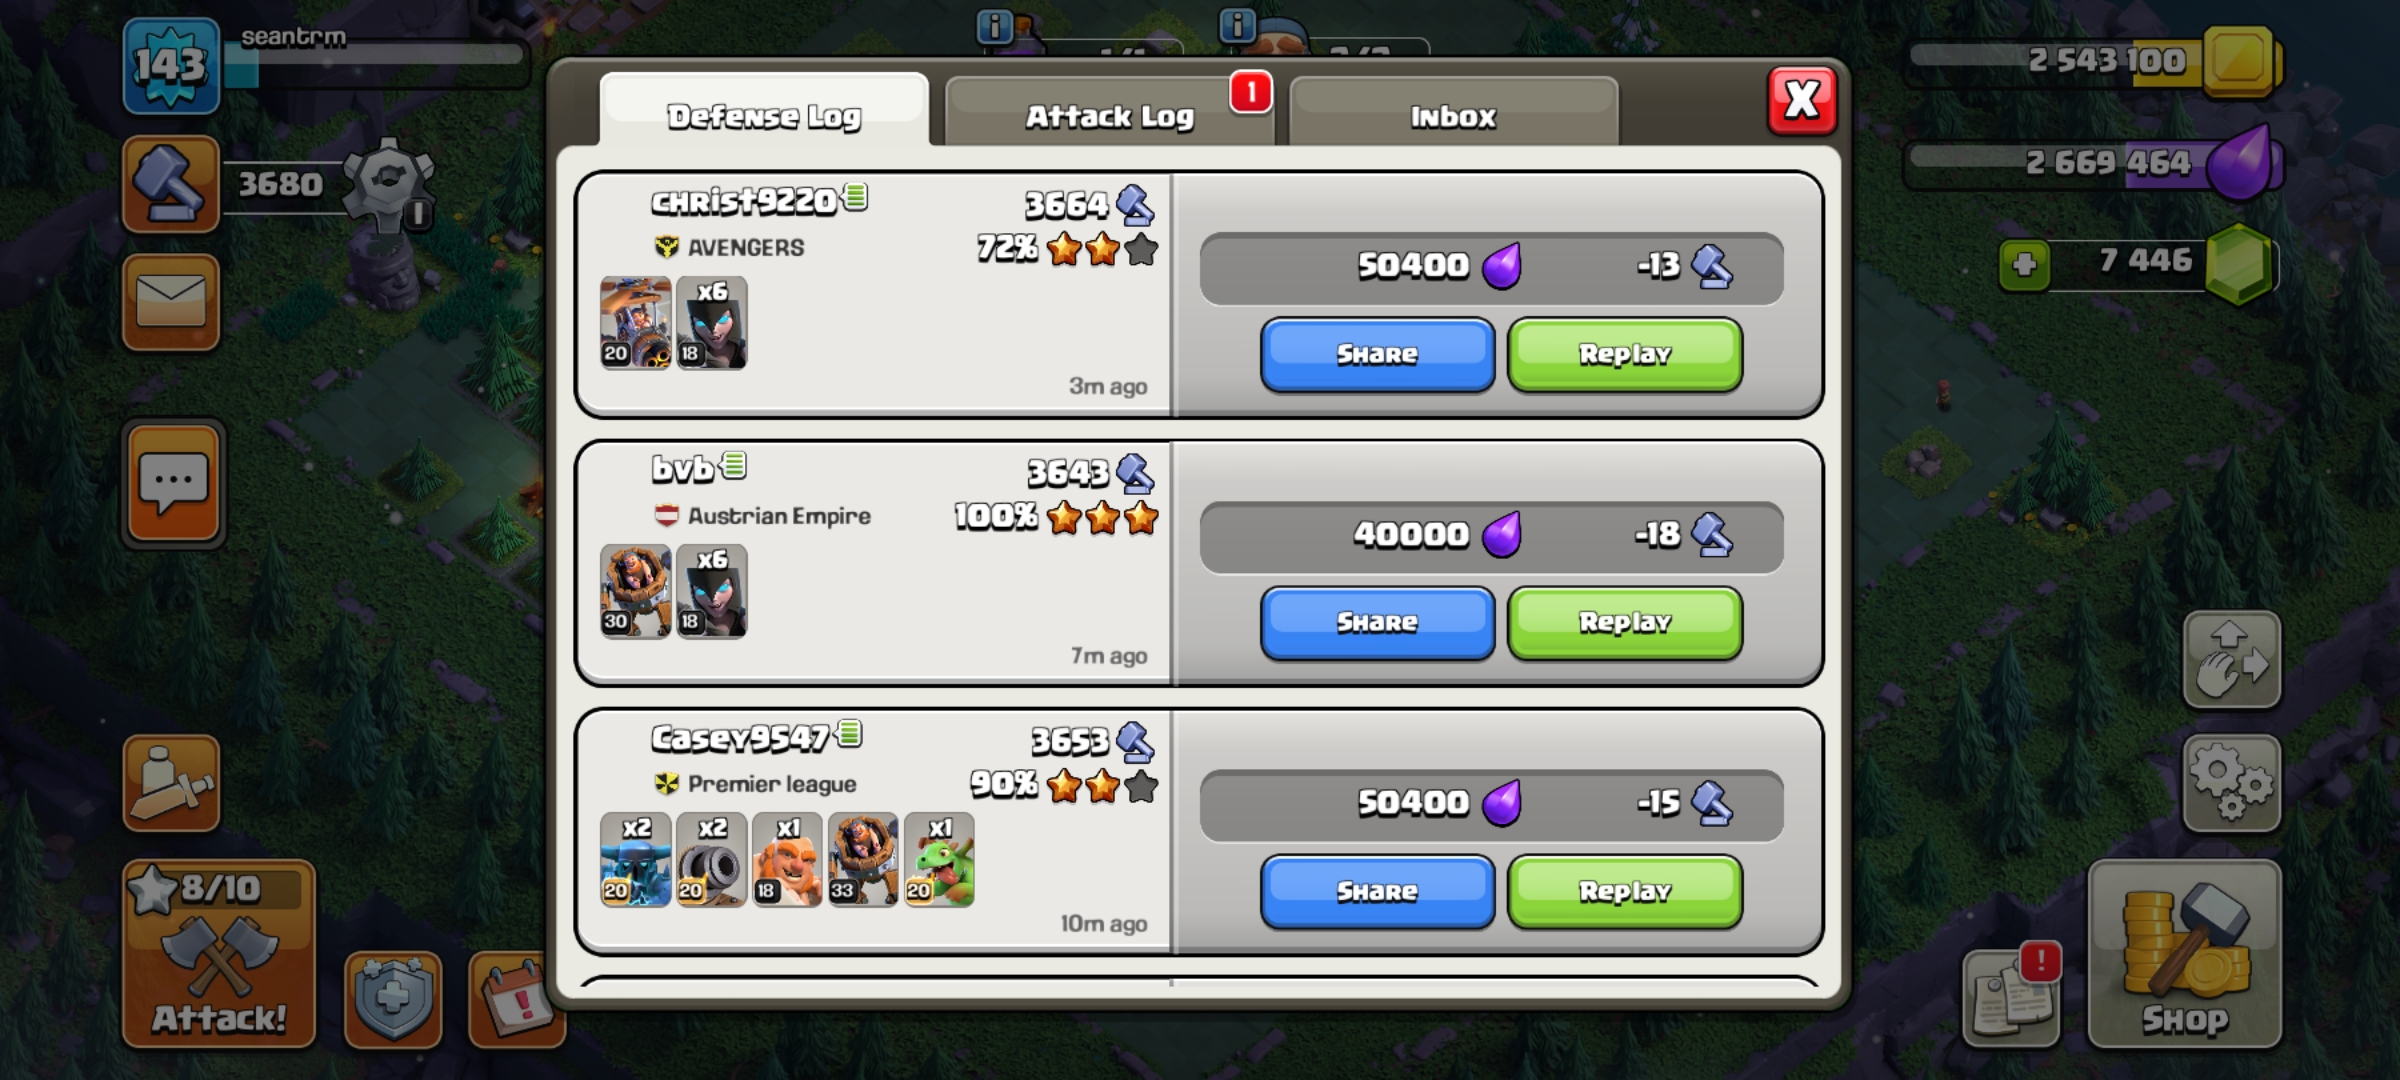 143
seantrm
3680
1
2 543 100
2 669 464
7 446
Defense Log
Attack Log
1
Inbox
X
christ9220
3664
AVENGERS
72%
x6
20
18
3m ago
50400
-13
Share
Replay
bvb
3643
Austrian Empire
100%
x6
30
18
7m ago
40000
-18
Share
Replay
Casey9547
3653
Premier league
90%
x2
x2
x1
x1
20
20
18
33
20
10m ago
50400
-15
Share
Replay
8/10
Attack!
!
Shop